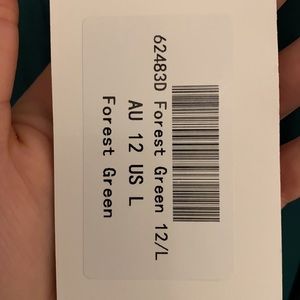 62483D Forest Green 12/L
AU 12 US L
Forest Green